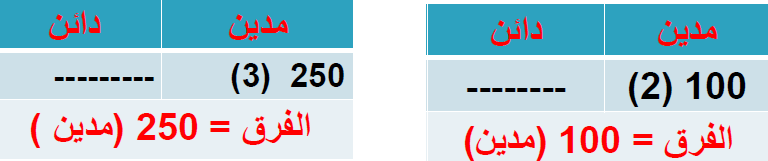 مدين دائن
100 (2) --------
الفرق = 100 (مدين)
مدين دائن
250 (3) ---------
الفرق = 250 (مدين )